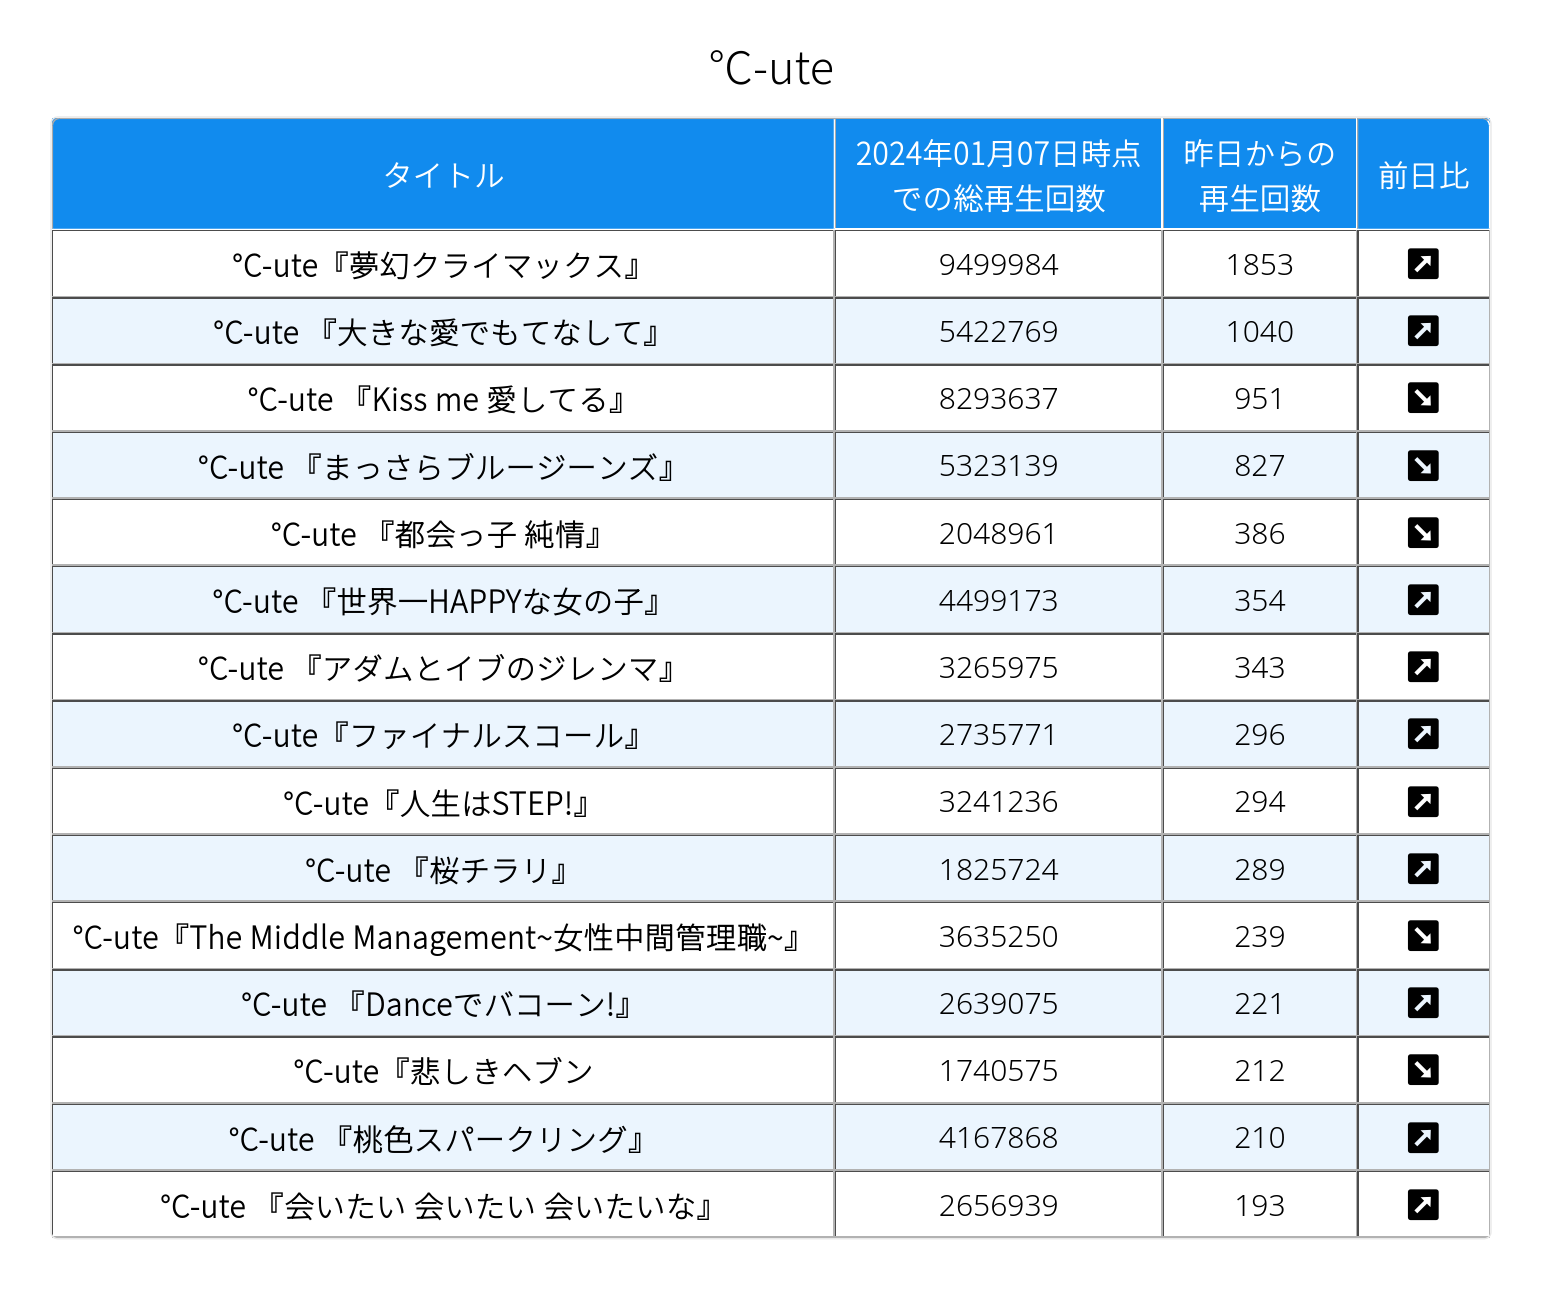 ℃-ute
タイトル 2024年01月07日時点での総再生回数 昨日からの再生回数 前日比
℃-ute『夢幻クライマックス』 9499984 1853 ↗
℃-ute 『大きな愛でもてなして』 5422769 1040 ↗
℃-ute 『Kiss me 愛してる』 8293637 951 ↘
℃-ute 『まっさらブルージーンズ』 5323139 827 ↘
℃-ute 『都会っ子 純情』 2048961 386 ↘
℃-ute 『世界一HAPPYな女の子』 4499173 354 ↗
℃-ute 『アダムとイブのジレンマ』 3265975 343 ↗
℃-ute『ファイナルスコール』 2735771 296 ↗
℃-ute『人生はSTEP!』 3241236 294 ↗
℃-ute 『桜チラリ』 1825724 289 ↗
℃-ute『The Middle Management~女性中間管理職~』 3635250 239 ↘
℃-ute 『Danceでバコーン!』 2639075 221 ↗
℃-ute『悲しきヘブン 1740575 212 ↘
℃-ute 『桃色スパークリング』 4167868 210 ↗
℃-ute 『会いたい 会いたい 会いたいな』 2656939 193 ↗